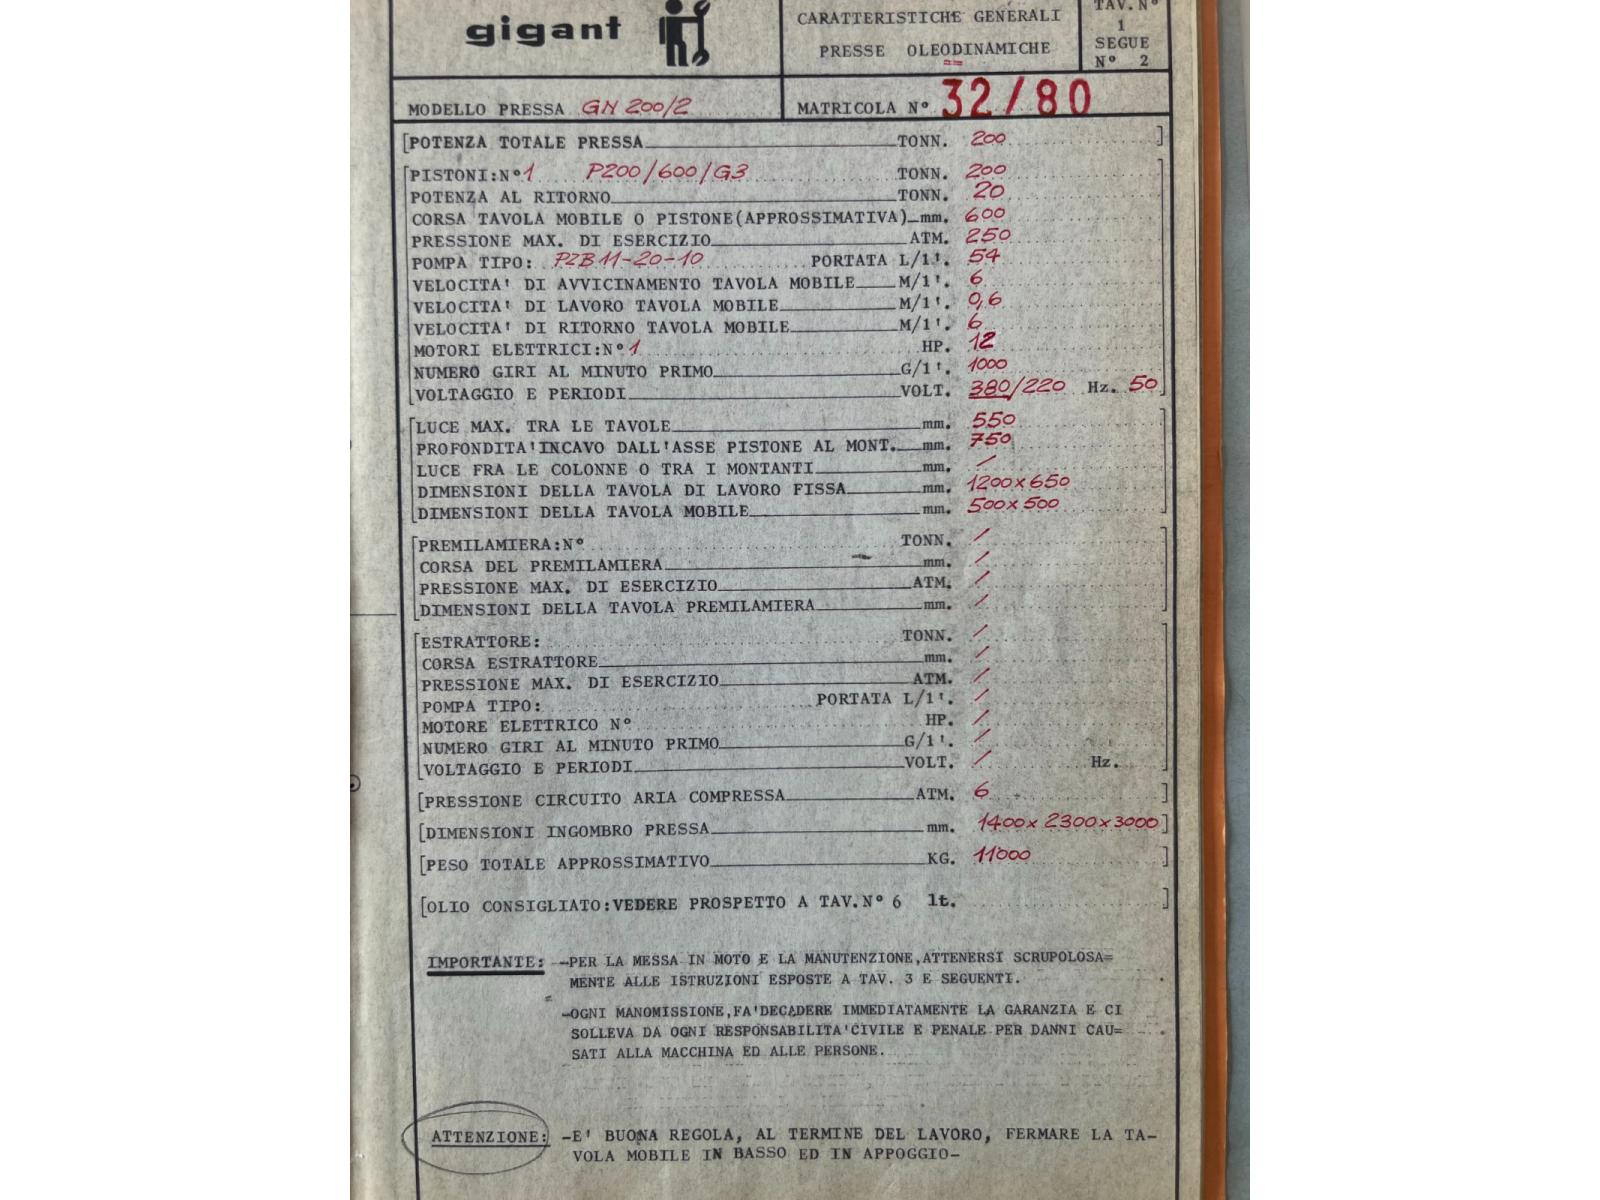 gigant
CARATTERISTICHE GENERALI
PRESSE OLEODINAMICHE
TAV.N°
1
SEGUE
N° 2
MODELLO PRESSA GN 200/2
MATRICOLA N° 32/80
[POTENZA TOTALE PRESSA TONN. 200 ]
PISTONI:N°1 P200/600/G3 TONN. 200
POTENZA AL RITORNO TONN. 20
CORSA TAVOLA MOBILE O PISTONE(APPROSSIMATIVA) mm. 600
PRESSIONE MAX. DI ESERCIZIO ATM. 250
POMPA TIPO: PZB11-20-10 PORTATA L/1'. 54
VELOCITA' DI AVVICINAMENTO TAVOLA MOBILE M/1'. 6
VELOCITA' DI LAVORO TAVOLA MOBILE M/1'. 0,6
VELOCITA' DI RITORNO TAVOLA MOBILE M/1'. 6
MOTORI ELETTRICI:N°1 HP. 12
NUMERO GIRI AL MINUTO PRIMO G/1'. 1000
VOLTAGGIO E PERIODI VOLT. 380/220 Hz. 50
LUCE MAX. TRA LE TAVOLE mm. 550
PROFONDITA'INCAVO DALL'ASSE PISTONE AL MONT. mm. 750
LUCE FRA LE COLONNE O TRA I MONTANTI mm. /
DIMENSIONI DELLA TAVOLA DI LAVORO FISSA mm. 1200x650
DIMENSIONI DELLA TAVOLA MOBILE mm. 500x500
PREMILAMIERA:N° TONN. /
CORSA DEL PREMILAMIERA mm. /
PRESSIONE MAX. DI ESERCIZIO ATM. /
DIMENSIONI DELLA TAVOLA PREMILAMIERA mm. /
ESTRATTORE: TONN. /
CORSA ESTRATTORE mm. /
PRESSIONE MAX. DI ESERCIZIO ATM. /
POMPA TIPO: PORTATA L/1'. /
MOTORE ELETTRICO N° HP. /
NUMERO GIRI AL MINUTO PRIMO G/1'. /
VOLTAGGIO E PERIODI VOLT. / Hz.
[PRESSIONE CIRCUITO ARIA COMPRESSA ATM. 6 ]
[DIMENSIONI INGOMBRO PRESSA mm. 1400x2300x3000]
[PESO TOTALE APPROSSIMATIVO KG. 11000 ]
[OLIO CONSIGLIATO:VEDERE PROSPETTO A TAV.N° 6 lt. ]
IMPORTANTE: -PER LA MESSA IN MOTO E LA MANUTENZIONE,ATTENERSI SCRUPOLOSA=
MENTE ALLE ISTRUZIONI ESPOSTE A TAV. 3 E SEGUENTI.
-OGNI MANOMISSIONE,FA'DECADERE IMMEDIATAMENTE LA GARANZIA E CI
SOLLEVA DA OGNI RESPONSABILITA'CIVILE E PENALE PER DANNI CAU=
SATI ALLA MACCHINA ED ALLE PERSONE.
ATTENZIONE: -E' BUONA REGOLA, AL TERMINE DEL LAVORO, FERMARE LA TA-
VOLA MOBILE IN BASSO ED IN APPOGGIO-